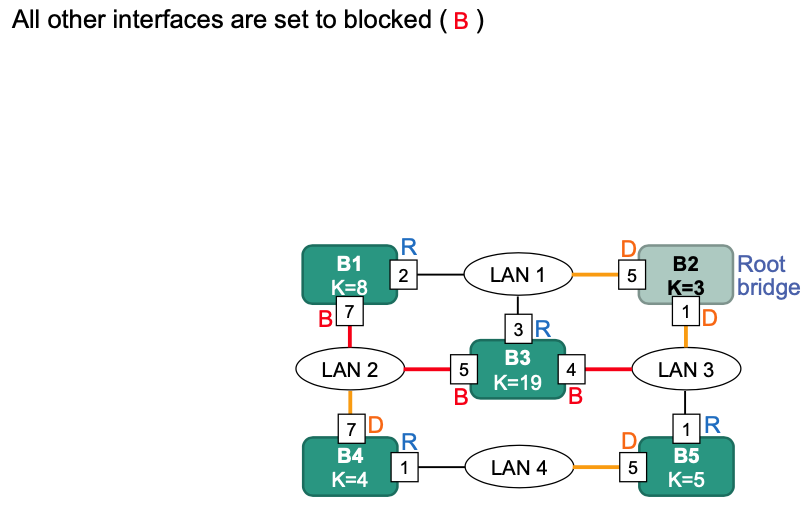 All other interfaces are set to blocked ( B )
R
D
B1
K=8
2
LAN 1
5
B2
K=3
Root
bridge
7
B
1
D
3
R
LAN 2
5
B3
K=19
4
LAN 3
B
B
7
D
R
D
1
R
B4
K=4
1
LAN 4
5
B5
K=5